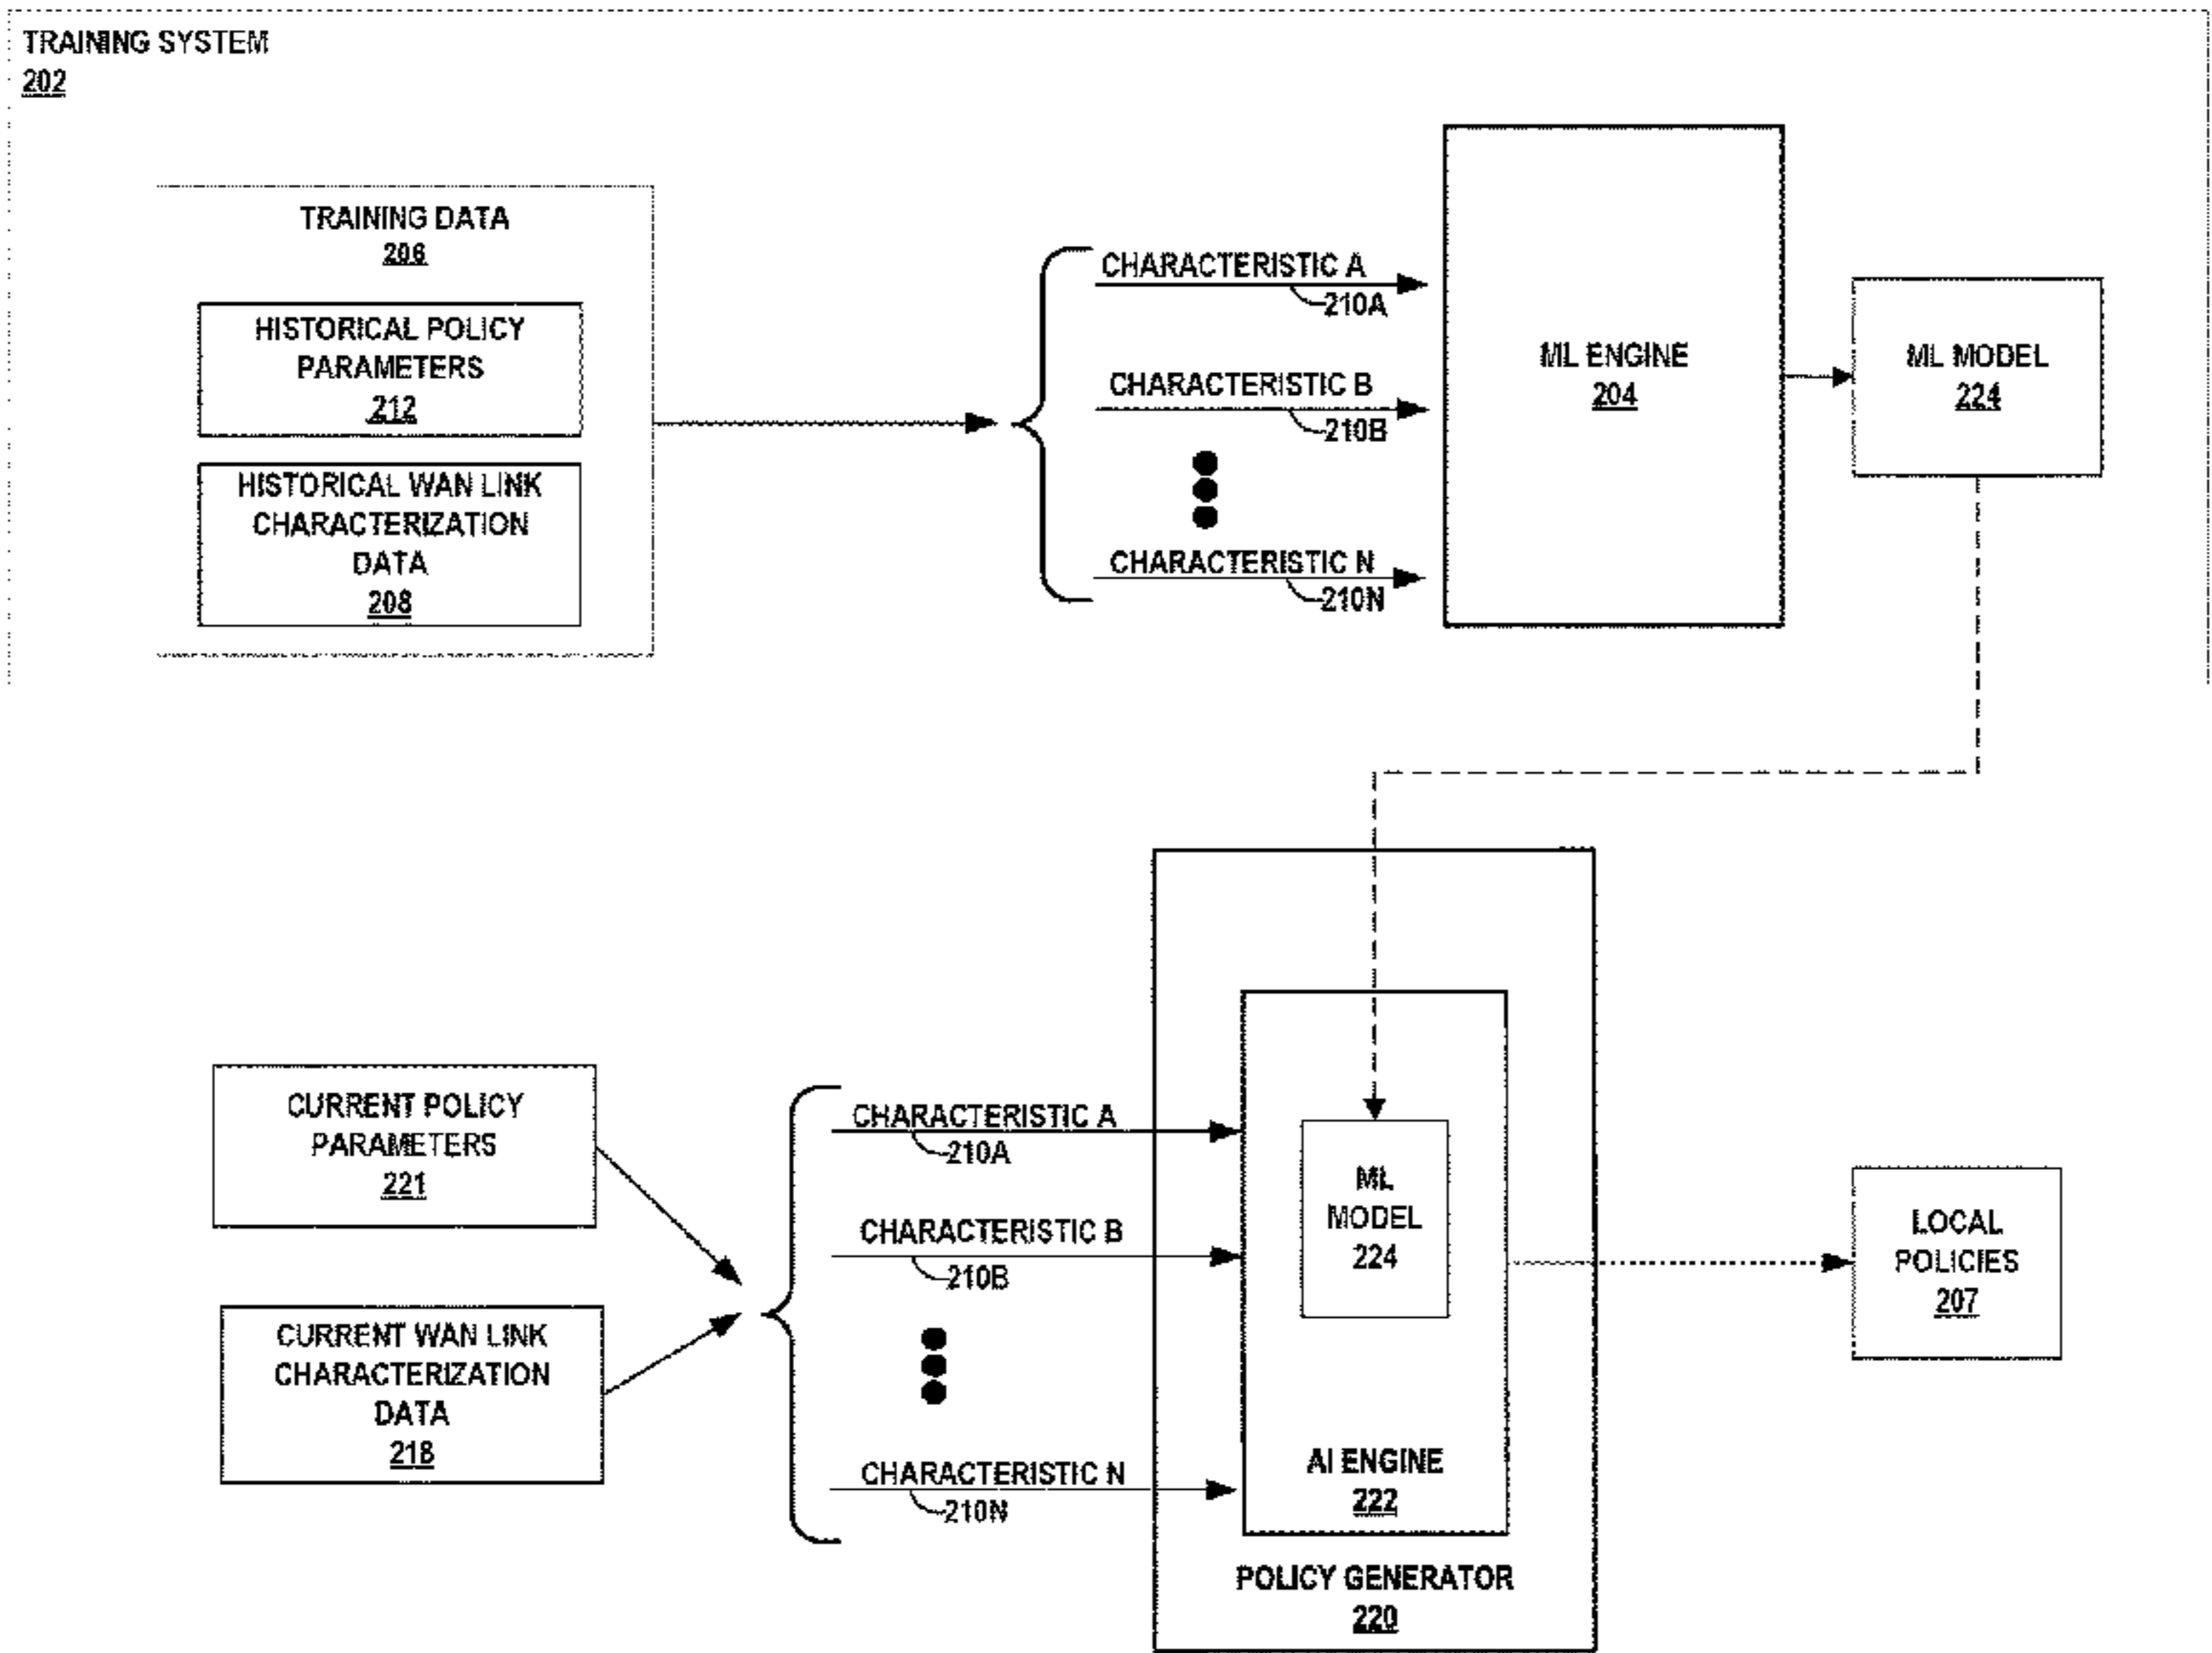 TRAINING SYSTEM
202
TRAINING DATA
206
HISTORICAL POLICY
PARAMETERS
212
HISTORICAL WAN LINK
CHARACTERIZATION
DATA
208
CHARACTERISTIC A
210A
CHARACTERISTIC B
210B
CHARACTERISTIC N
210N
ML ENGINE
204
ML MODEL
224
CURRENT POLICY
PARAMETERS
221
CURRENT WAN LINK
CHARACTERIZATION
DATA
218
CHARACTERISTIC A
210A
CHARACTERISTIC B
210B
CHARACTERISTIC N
210N
ML
MODEL
224
AI ENGINE
222
POLICY GENERATOR
220
LOCAL
POLICIES
207